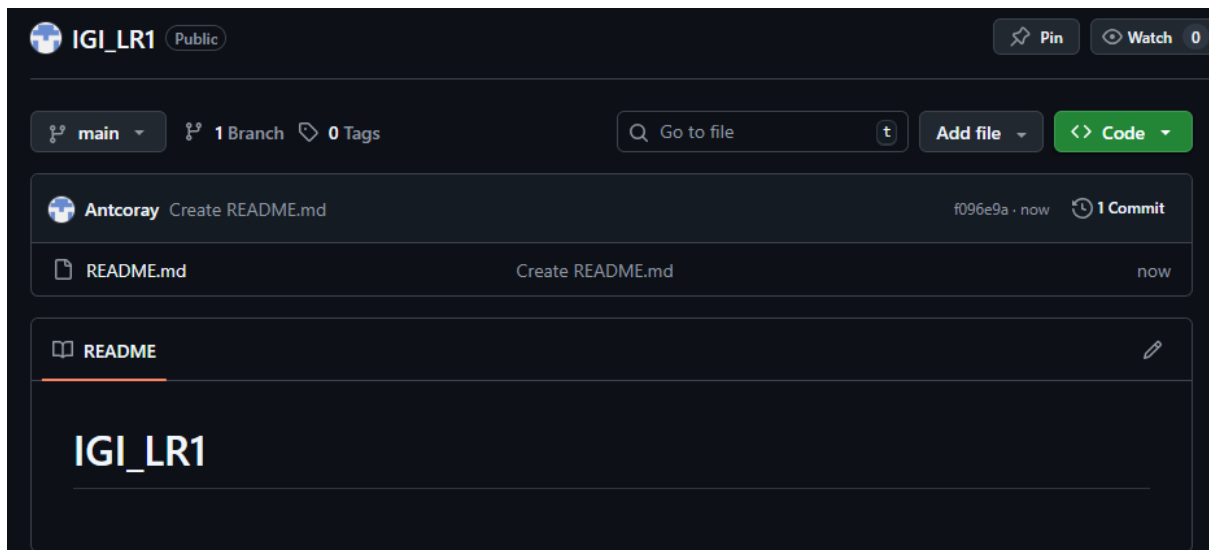 IGI_LR1 Public Pin Watch 0
main 1 Branch 0 Tags Go to file t Add file Code
Antcoray Create README.md f096e9a · now 1 Commit
README.md Create README.md now
README
IGI_LR1